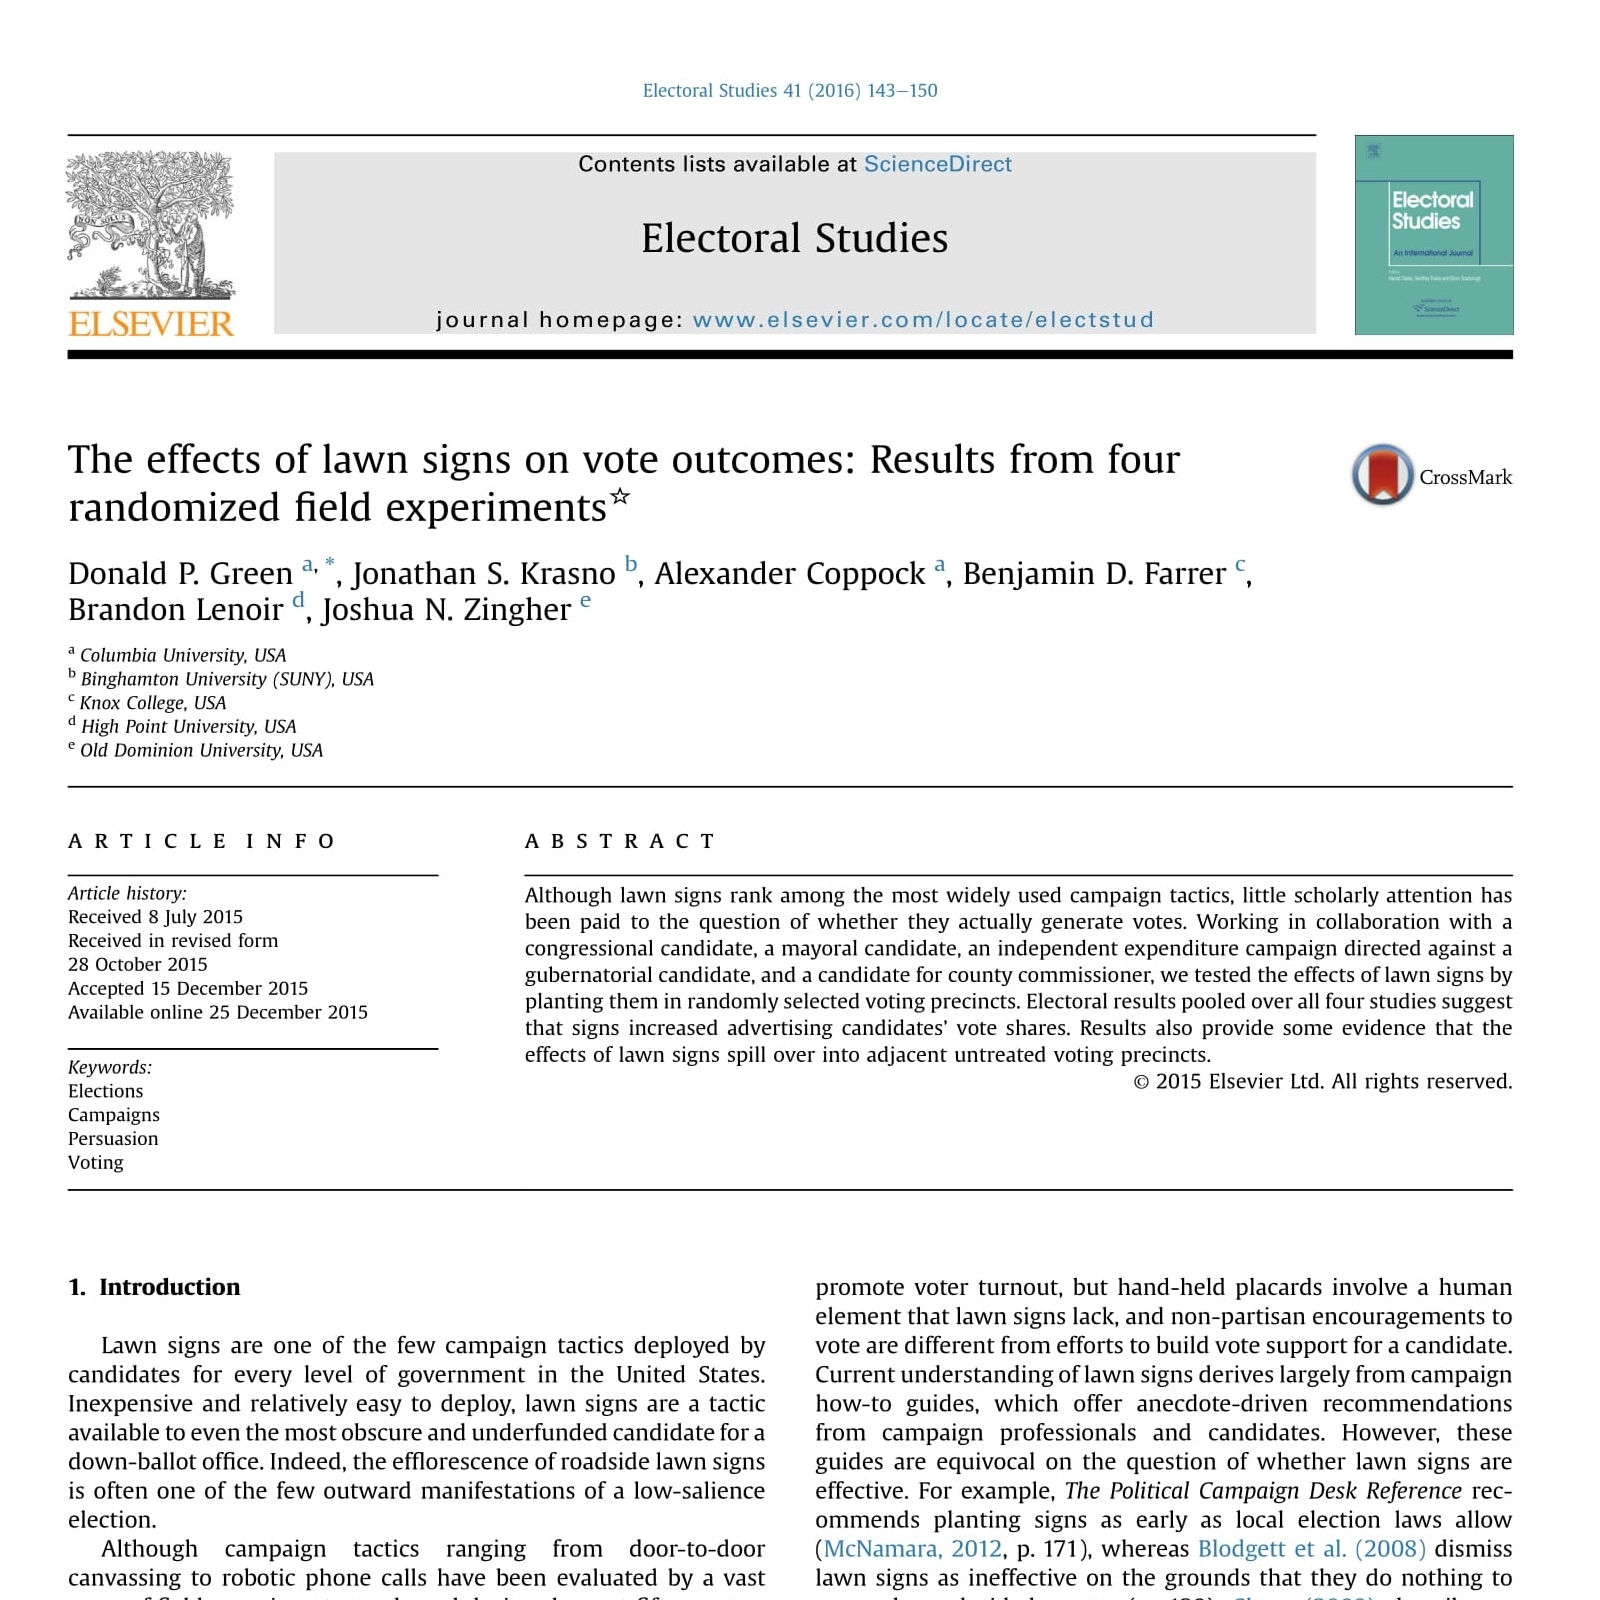 Electoral Studies 41 (2016) 143–150
NON SOLUS
ELSEVIER
Contents lists available at ScienceDirect
Electoral Studies
journal homepage: www.elsevier.com/locate/electstud
Electoral
Studies
An International Journal
ScienceDirect
The effects of lawn signs on vote outcomes: Results from four
randomized field experiments☆
CrossMark
Donald P. Green a, *, Jonathan S. Krasno b, Alexander Coppock a, Benjamin D. Farrer c,
Brandon Lenoir d, Joshua N. Zingher e
a Columbia University, USA
b Binghamton University (SUNY), USA
c Knox College, USA
d High Point University, USA
e Old Dominion University, USA
ARTICLE INFO
Article history:
Received 8 July 2015
Received in revised form
28 October 2015
Accepted 15 December 2015
Available online 25 December 2015
Keywords:
Elections
Campaigns
Persuasion
Voting
ABSTRACT
Although lawn signs rank among the most widely used campaign tactics, little scholarly attention has
been paid to the question of whether they actually generate votes. Working in collaboration with a
congressional candidate, a mayoral candidate, an independent expenditure campaign directed against a
gubernatorial candidate, and a candidate for county commissioner, we tested the effects of lawn signs by
planting them in randomly selected voting precincts. Electoral results pooled over all four studies suggest
that signs increased advertising candidates' vote shares. Results also provide some evidence that the
effects of lawn signs spill over into adjacent untreated voting precincts.
© 2015 Elsevier Ltd. All rights reserved.
1. Introduction
Lawn signs are one of the few campaign tactics deployed by
candidates for every level of government in the United States.
Inexpensive and relatively easy to deploy, lawn signs are a tactic
available to even the most obscure and underfunded candidate for a
down-ballot office. Indeed, the efflorescence of roadside lawn signs
is often one of the few outward manifestations of a low-salience
election.
Although campaign tactics ranging from door-to-door
canvassing to robotic phone calls have been evaluated by a vast
promote voter turnout, but hand-held placards involve a human
element that lawn signs lack, and non-partisan encouragements to
vote are different from efforts to build vote support for a candidate.
Current understanding of lawn signs derives largely from campaign
how-to guides, which offer anecdote-driven recommendations
from campaign professionals and candidates. However, these
guides are equivocal on the question of whether lawn signs are
effective. For example, The Political Campaign Desk Reference rec-
ommends planting signs as early as local election laws allow
(McNamara, 2012, p. 171), whereas Blodgett et al. (2008) dismiss
lawn signs as ineffective on the grounds that they do nothing to